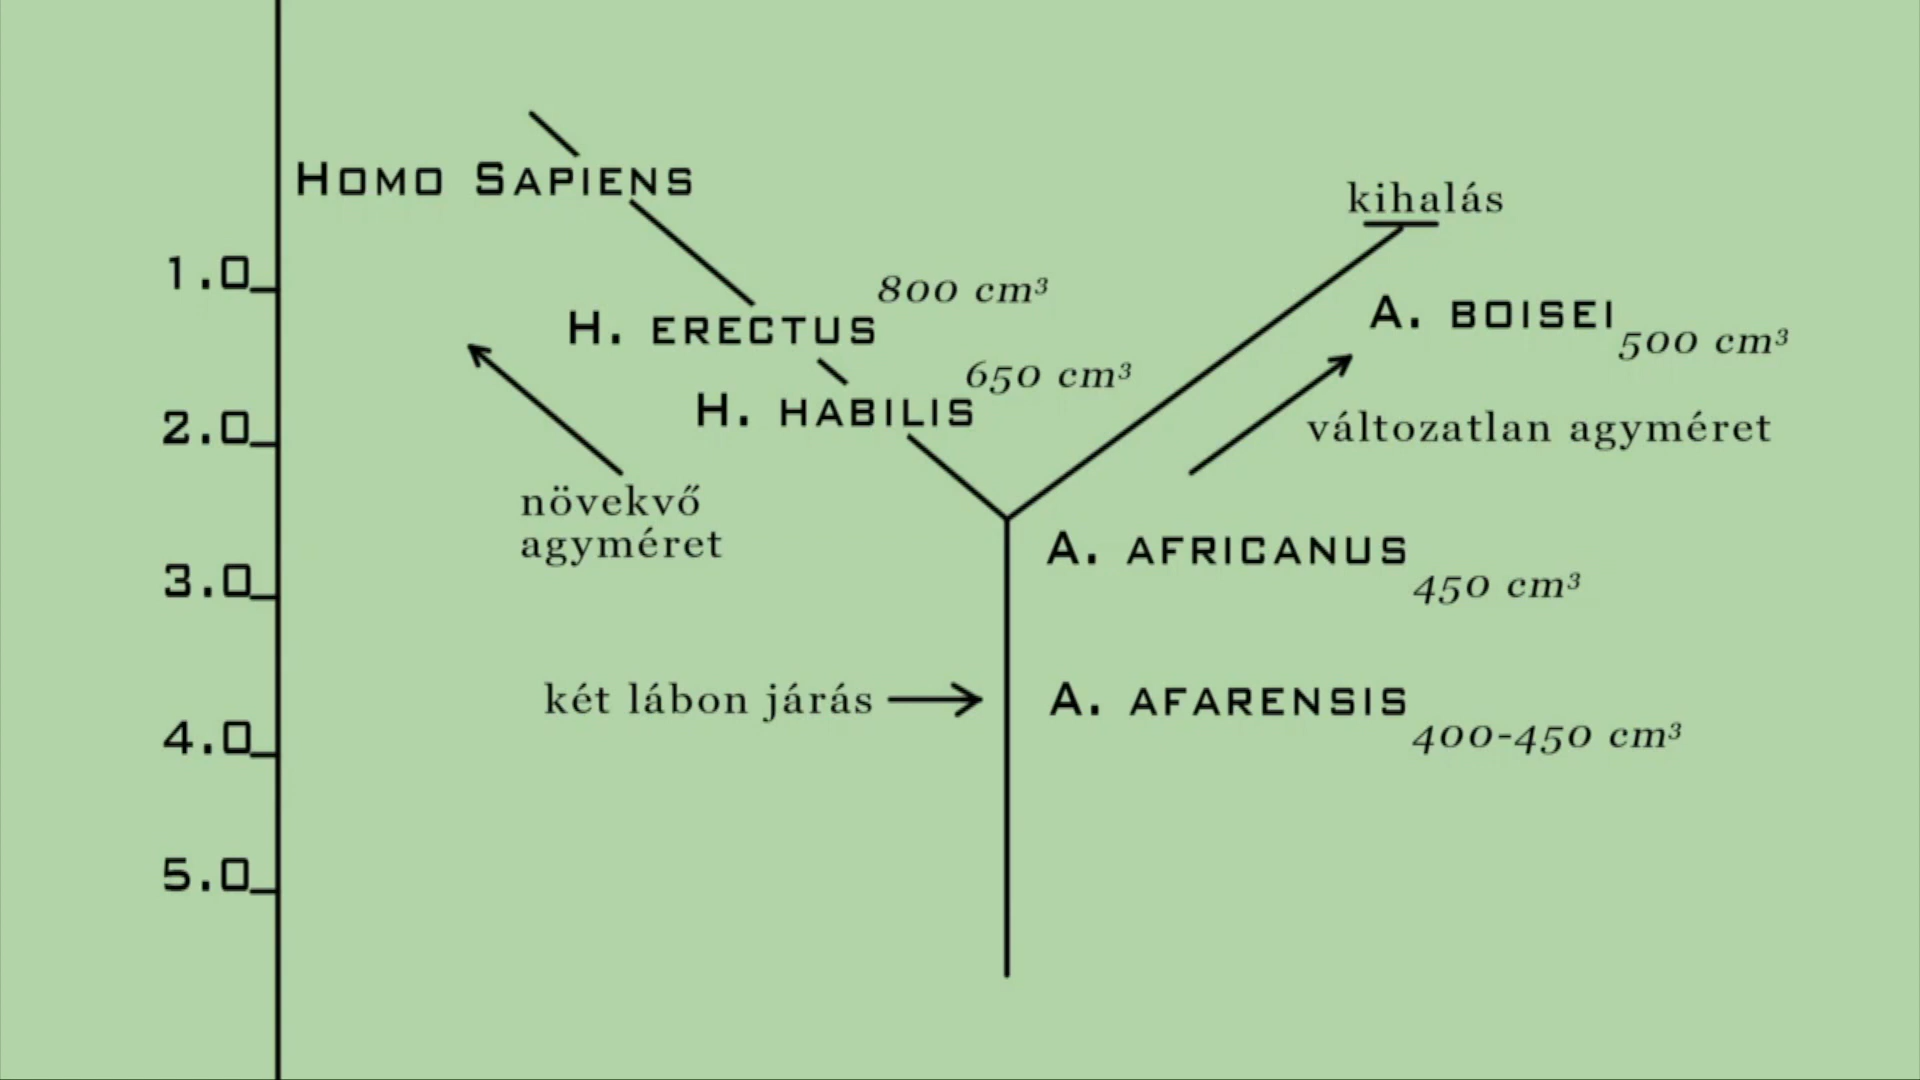 HOMO SAPIENS
kihalás
1.0
800 cm³
H. ERECTUS
A. BOISEI
500 cm³
650 cm³
H. HABILIS
2.0
változatlan agyméret
növekvő
agyméret
A. AFRICANUS
450 cm³
3.0
két lábon járás
A. AFARENSIS
400-450 cm³
4.0
5.0